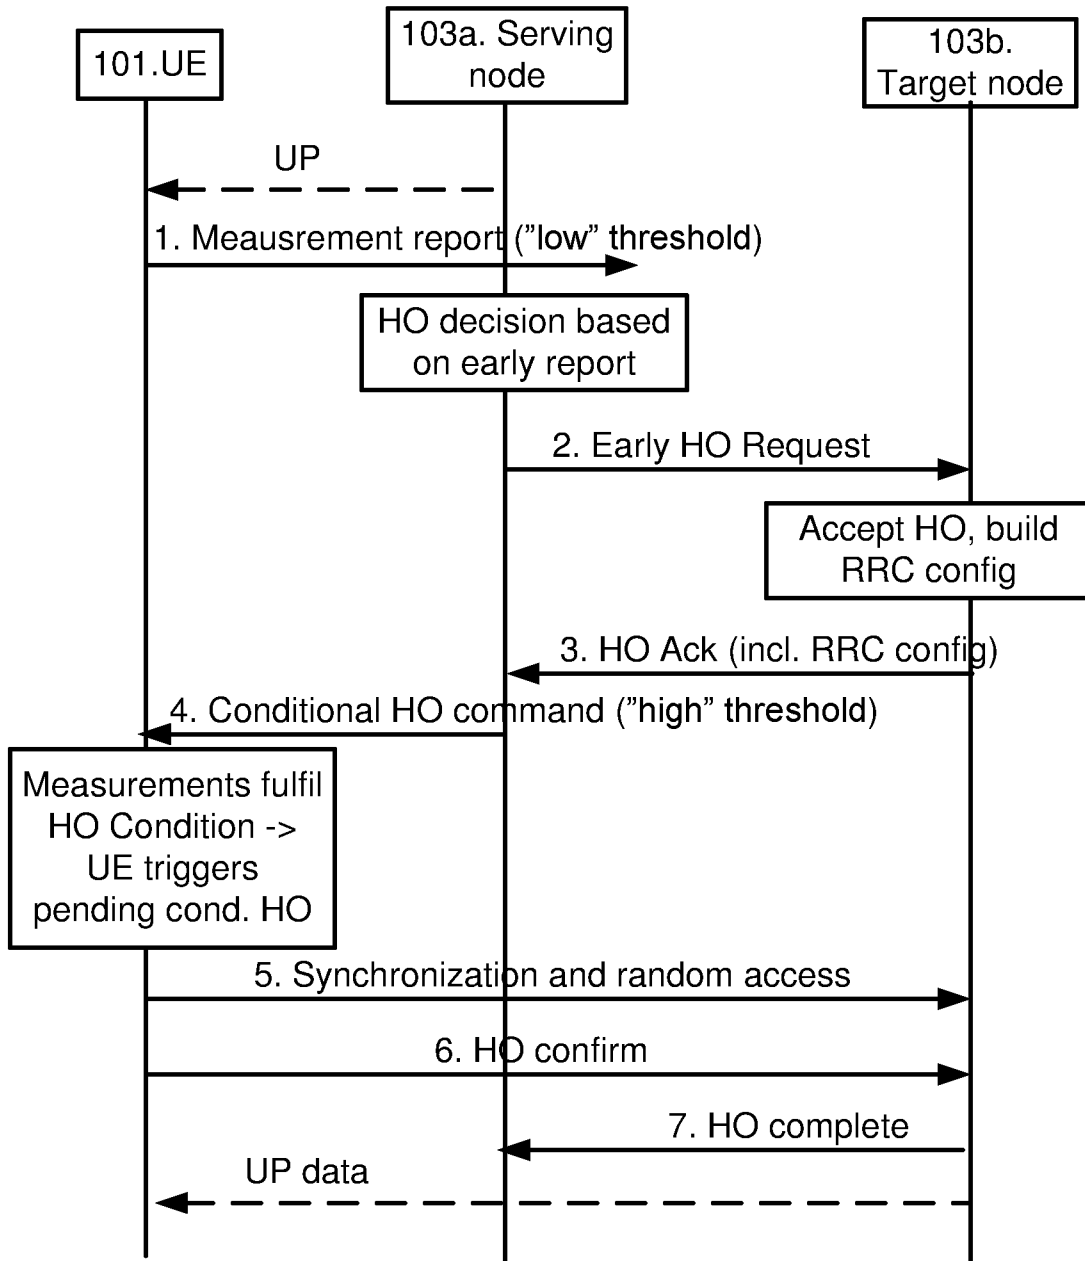 101.UE
103a. Serving
node
103b.
Target node
UP
1. Meausrement report (”low” threshold)
HO decision based
on early report
2. Early HO Request
Accept HO, build
RRC config
3. HO Ack (incl. RRC config)
4. Conditional HO command (”high” threshold)
Measurements fulfil
HO Condition ->
UE triggers
pending cond. HO
5. Synchronization and random access
6. HO confirm
7. HO complete
UP data